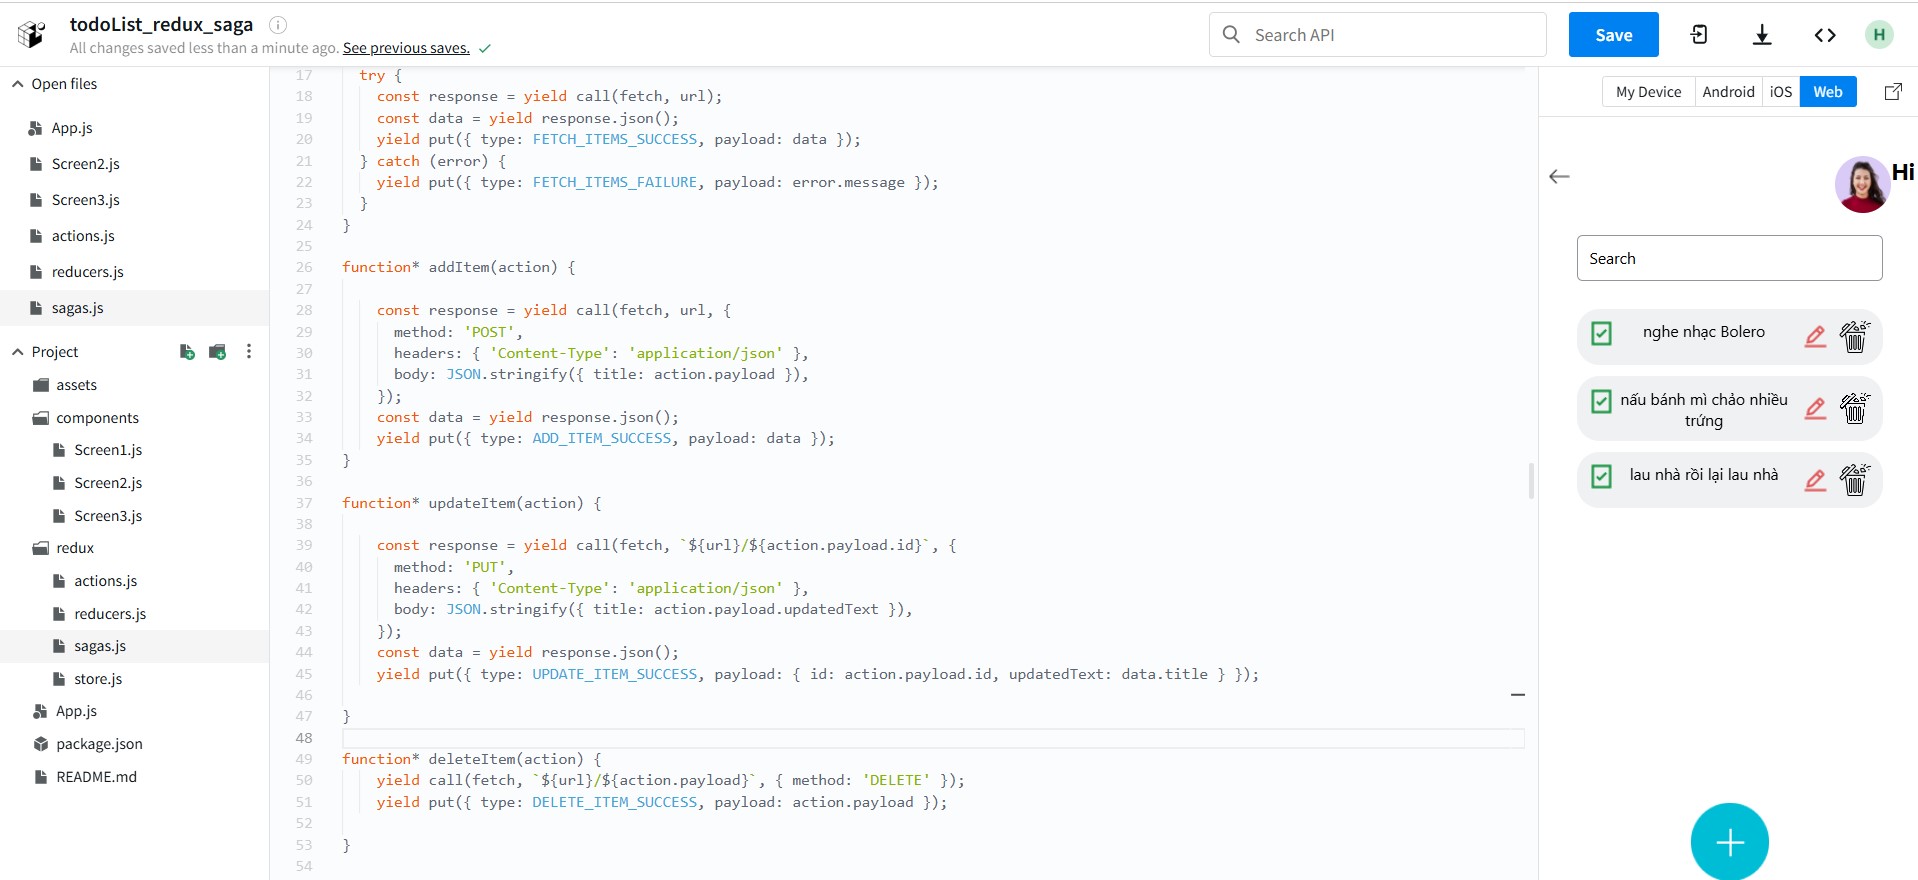 todoList_redux_saga
All changes saved less than a minute ago. See previous saves.
Search API
Save
H
Open files
App.js
Screen2.js
Screen3.js
actions.js
reducers.js
sagas.js
Project
assets
components
Screen1.js
Screen2.js
Screen3.js
redux
actions.js
reducers.js
sagas.js
store.js
App.js
package.json
README.md
17 try {
18 const response = yield call(fetch, url);
19 const data = yield response.json();
20 yield put({ type: FETCH_ITEMS_SUCCESS, payload: data });
21 } catch (error) {
22 yield put({ type: FETCH_ITEMS_FAILURE, payload: error.message });
23 }
24 }
25
26 function* addItem(action) {
27
28 const response = yield call(fetch, url, {
29 method: 'POST',
30 headers: { 'Content-Type': 'application/json' },
31 body: JSON.stringify({ title: action.payload }),
32 });
33 const data = yield response.json();
34 yield put({ type: ADD_ITEM_SUCCESS, payload: data });
35 }
36
37 function* updateItem(action) {
38
39 const response = yield call(fetch, `${url}/${action.payload.id}`, {
40 method: 'PUT',
41 headers: { 'Content-Type': 'application/json' },
42 body: JSON.stringify({ title: action.payload.updatedText }),
43 });
44 const data = yield response.json();
45 yield put({ type: UPDATE_ITEM_SUCCESS, payload: { id: action.payload.id, updatedText: data.title } });
46
47 }
48
49 function* deleteItem(action) {
50 yield call(fetch, `${url}/${action.payload}`, { method: 'DELETE' });
51 yield put({ type: DELETE_ITEM_SUCCESS, payload: action.payload });
52
53 }
54
My Device Android iOS Web
Hi
Search
nghe nhạc Bolero
nấu bánh mì chảo nhiều
trứng
lau nhà rồi lại lau nhà